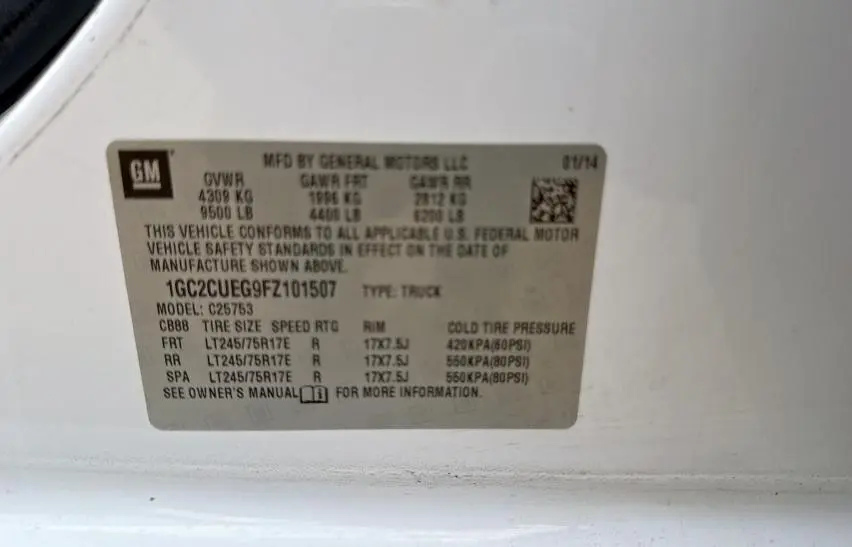 GM MFD BY GENERAL MOTORS LLC 01/14
GVWR GAWR FRT GAWR RR
4309 KG 1996 KG 2812 KG
9500 LB 4400 LB 6200 LB
THIS VEHICLE CONFORMS TO ALL APPLICABLE U.S. FEDERAL MOTOR
VEHICLE SAFETY STANDARDS IN EFFECT ON THE DATE OF
MANUFACTURE SHOWN ABOVE.
1GC2CUEG9FZ101507 TYPE: TRUCK
MODEL: C25753
CB88 TIRE SIZE SPEED RTG RIM COLD TIRE PRESSURE
FRT LT245/75R17E R 17X7.5J 420KPA(60PSI)
RR LT245/75R17E R 17X7.5J 550KPA(80PSI)
SPA LT245/75R17E R 17X7.5J 550KPA(80PSI)
SEE OWNER'S MANUAL FOR MORE INFORMATION.